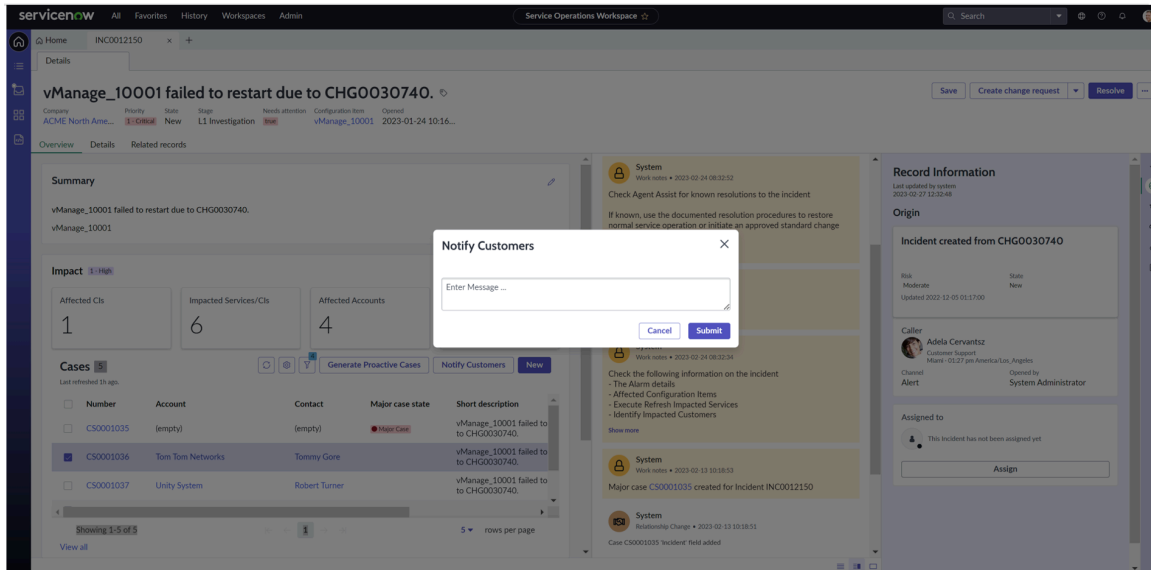 servicenow All Favorites History Workspaces Admin
Service Operations Workspace
Search
Home INC0012150 × +
Details
vManage_10001 failed to restart due to CHG0030740.
Save Create change request Resolve
Company Priority State Stage Needs attention Configuration Item Opened
ACME North Ame... 1 - Critical New L1 Investigation true vManage_10001 2023-01-24 10:16...
Overview Details Related records
Summary
vManage_10001 failed to restart due to CHG0030740.
vManage_10001
Impact 1 - High
Affected CIs
1
Impacted Services/CIs
6
Affected Accounts
4
Cases 5
Last refreshed 1h ago.
4
Generate Proactive Cases Notify Customers New
Number Account Contact Major case state Short description
CS0001035 (empty) (empty) Major Case vManage_10001 failed to
to CHG0030740.
CS0001036 Tom Tom Networks Tommy Gore vManage_10001 failed to
to CHG0030740.
CS0001037 Unity System Robert Turner vManage_10001 failed to
to CHG0030740.
Showing 1-5 of 5 1 5 rows per page
View all
Notify Customers
Enter Message ...
Cancel Submit
System
Work notes • 2023-02-24 08:32:52
Check Agent Assist for known resolutions to the incident
If known, use the documented resolution procedures to restore
normal service operation or initiate an approved standard change
Work notes • 2023-02-24 08:32:34
Check the following information on the incident
- The Alarm details
- Affected Configuration Items
- Execute Refresh Impacted Services
- Identify Impacted Customers
Show more
System
Work notes • 2023-02-13 10:18:53
Major case CS0001035 created for Incident INC0012150
System
Relationship Change • 2023-02-13 10:18:51
Case CS0001035 'Incident' field added
Record Information
Last updated by system
2023-02-27 12:32:48
Origin
Incident created from CHG0030740
Risk State
Moderate New
Updated 2022-12-05 01:17:00
Caller
Adela Cervantsz
Customer Support
Miami • 01:27 pm America/Los_Angeles
Channel Opened by
Alert System Administrator
Assigned to
This Incident has not been assigned yet
Assign